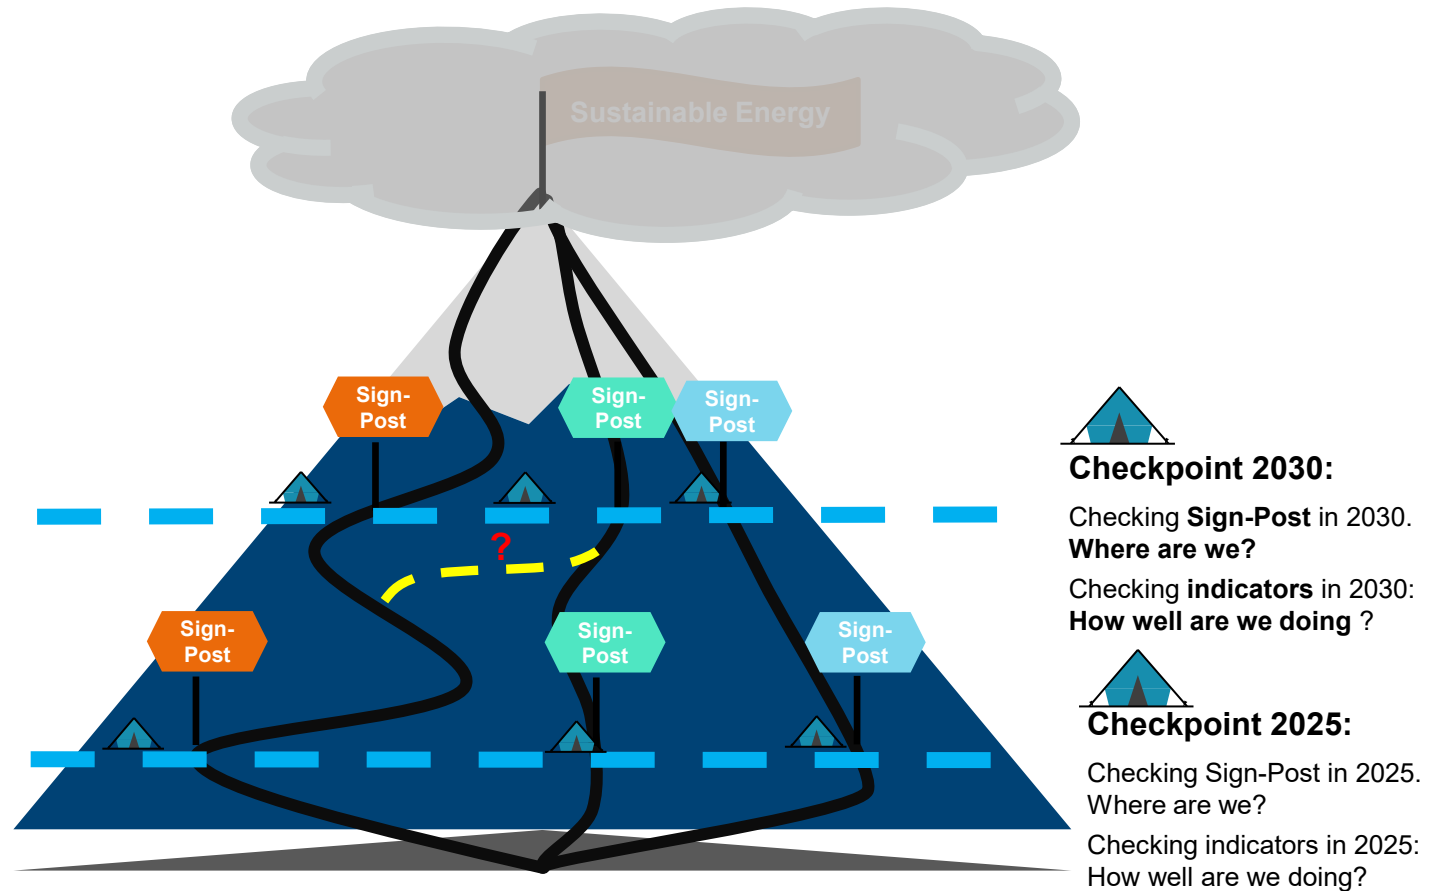 Sustainable Energy
Sign-
Post
Sign-
Post
Sign-
Post
?
Sign-
Post
Sign-
Post
Sign-
Post
Checkpoint 2030:
Checking Sign-Post in 2030.
Where are we?
Checking indicators in 2030:
How well are we doing ?
Checkpoint 2025:
Checking Sign-Post in 2025.
Where are we?
Checking indicators in 2025:
How well are we doing?